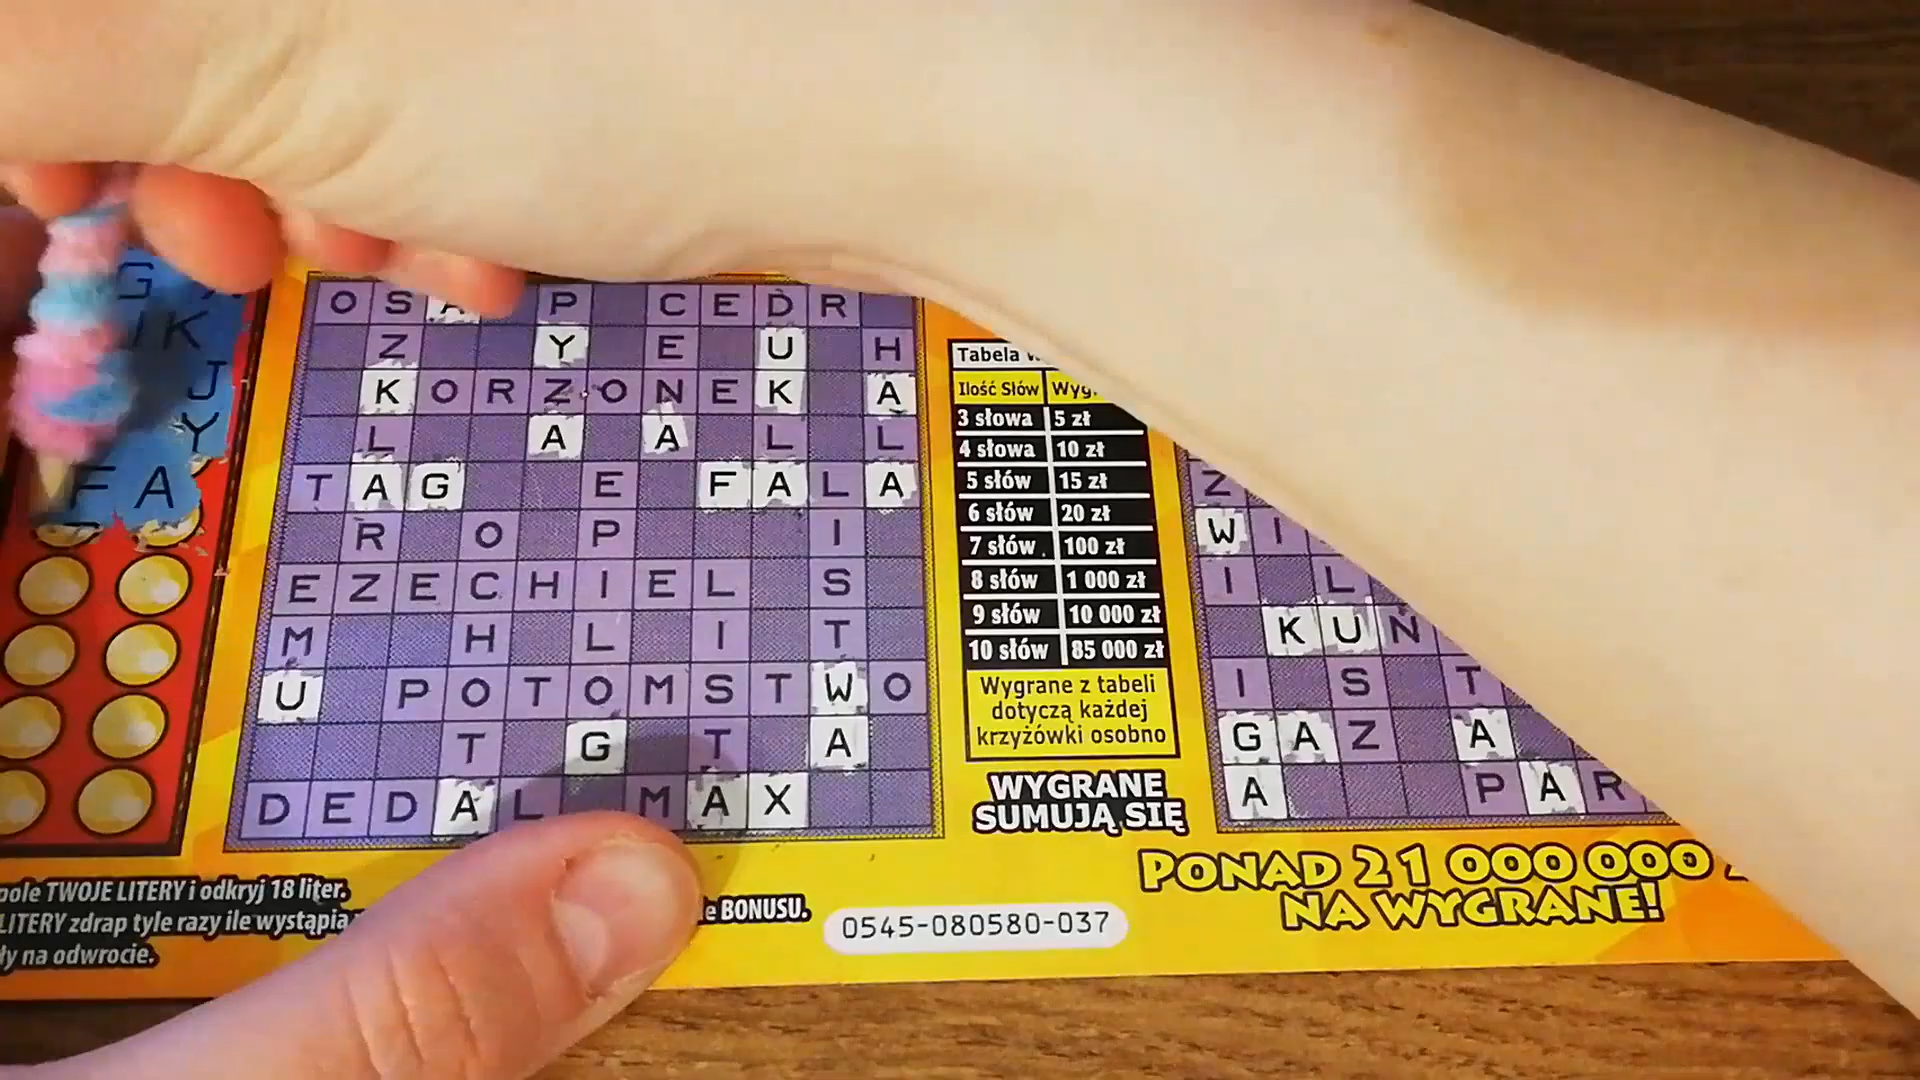 G
I K
J
Y
F A
O S A P C E D R
Z Y E U H
K O R Z O N E K A
L A A L L
T A G E F A L A
R O P I
E Z E C H I E L S
M H L I T
U P O T O M S T W O
T G T A
D E D A L M A X
Tabela
Ilość Słów Wyg
3 słowa 5 zł
4 słowa 10 zł
5 słów 15 zł
6 słów 20 zł
7 słów 100 zł
8 słów 1 000 zł
9 słów 10 000 zł
10 słów 85 000 zł
Wygrane z tabeli
dotyczą każdej
krzyżówki osobno
WYGRANE
SUMUJĄ SIĘ
Z
W I
I L
K U N
I S T
G A Z A
A P A R
pole TWOJE LITERY i odkryj 18 liter.
LITERY zdrap tyle razy ile wystąpią
ły na odwrocie.
BONUSU.
0545-080580-037
PONAD 21 000 000
NA WYGRANE!